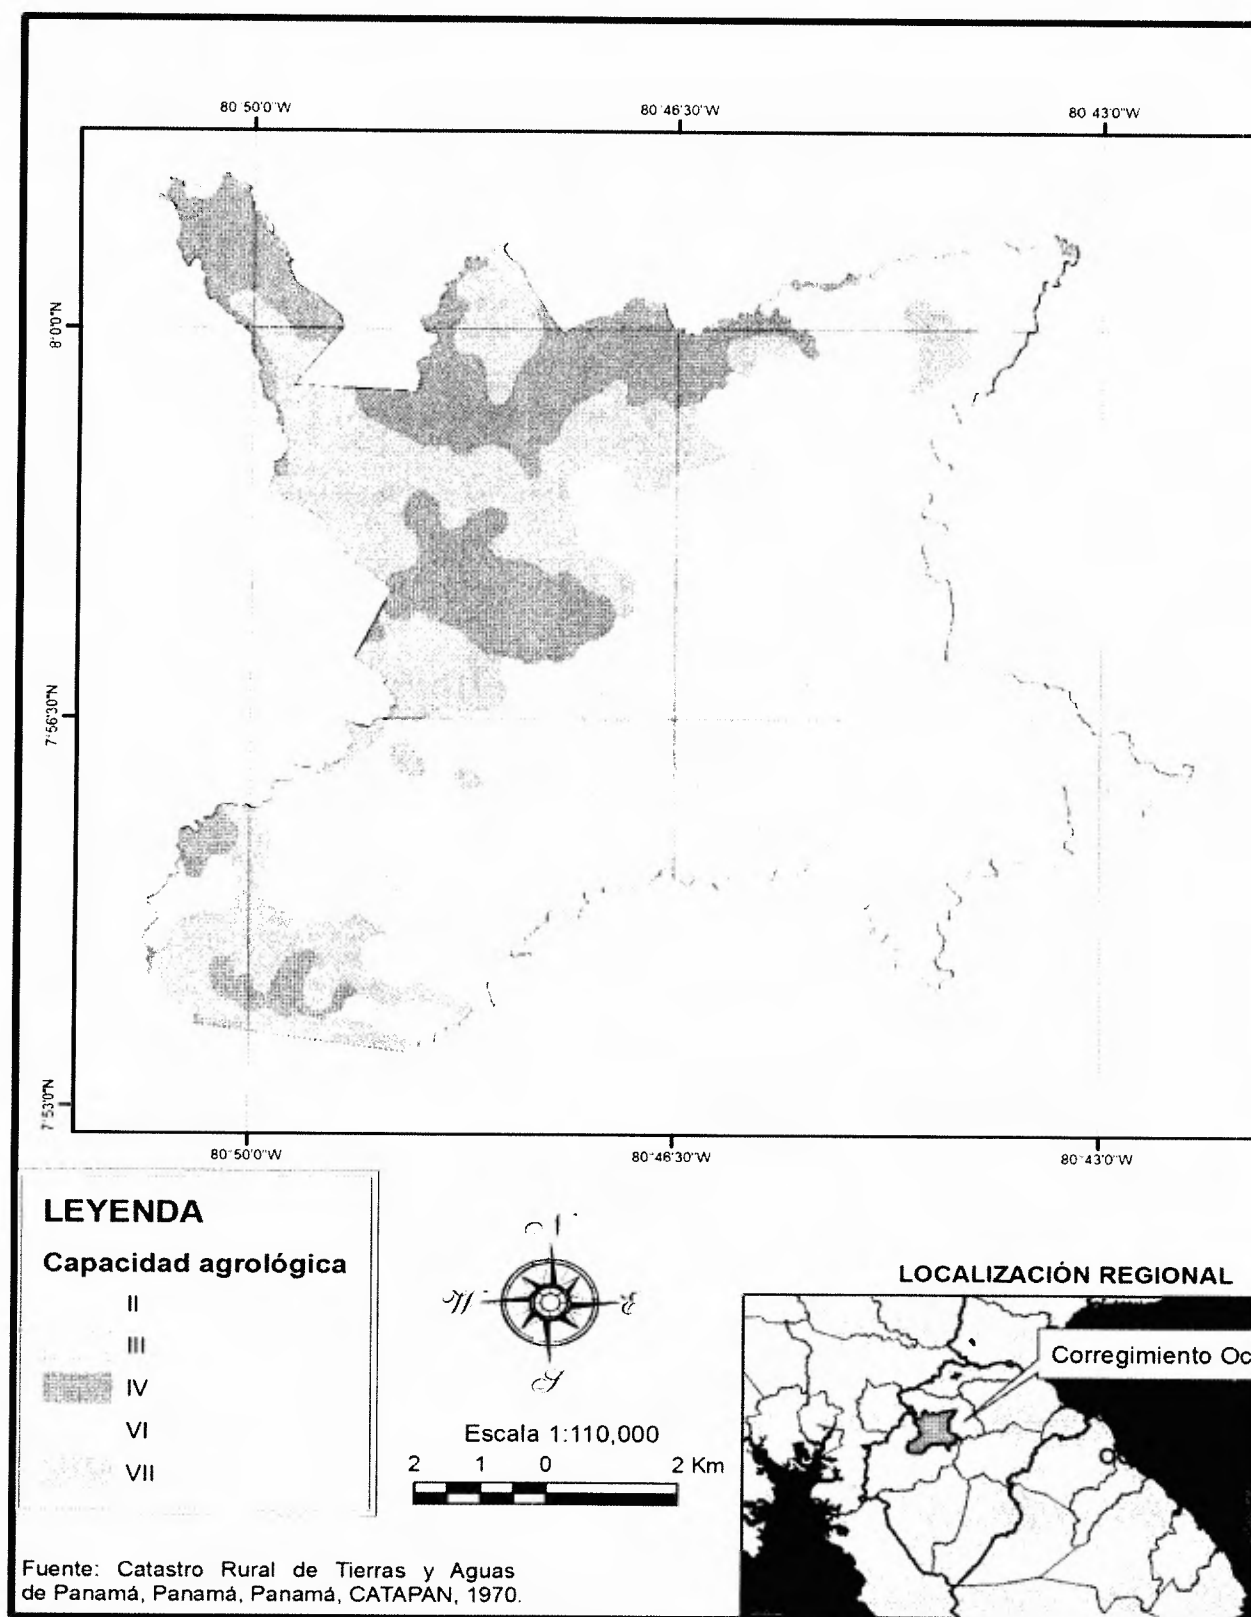 80°50'0"W
80°46'30"W
80°43'0"W
8°0'0"N
7°56'30"N
7°53'0"N
80°50'0"W
80°46'30"W
80°43'0"W
LEYENDA
Capacidad agrológica
II
III
IV
VI
VII
S
Escala 1:110,000
2 1 0 2 Km
LOCALIZACIÓN REGIONAL
Corregimiento Oc
Fuente: Catastro Rural de Tierras y Aguas
de Panamá, Panamá, Panamá, CATAPAN, 1970.